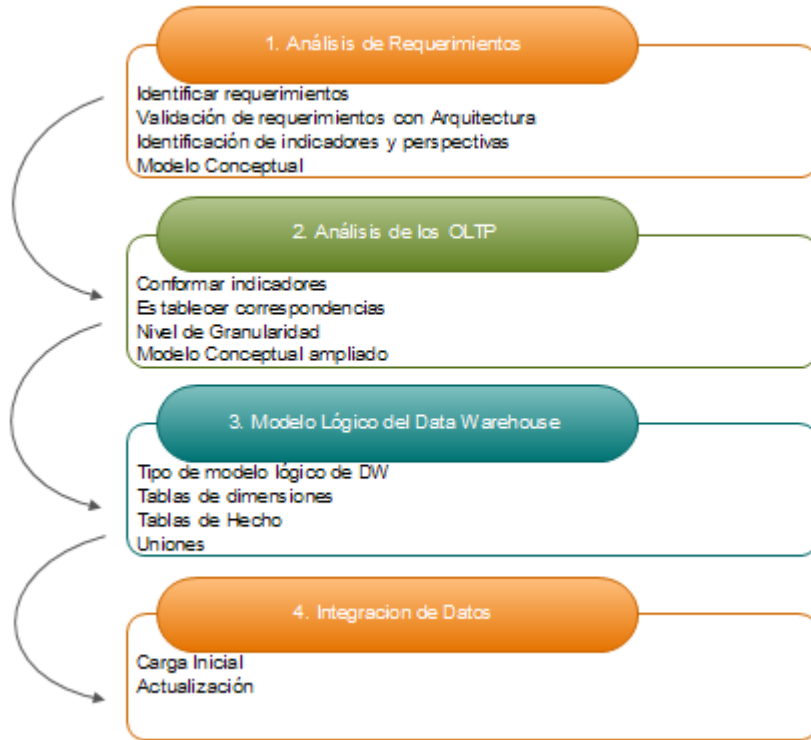 1. Análisis de Requerimientos
Identificar requerimientos
Validación de requerimientos con Arquitectura
Identificación de indicadores y perspectivas
Modelo Conceptual
2. Análisis de los OLTP
Conformar indicadores
Establecer correspondencias
Nivel de Granularidad
Modelo Conceptual ampliado
3. Modelo Lógico del Data Warehouse
Tipo de modelo lógico de DW
Tablas de dimensiones
Tablas de Hecho
Uniones
4. Integracion de Datos
Carga Inicial
Actualización